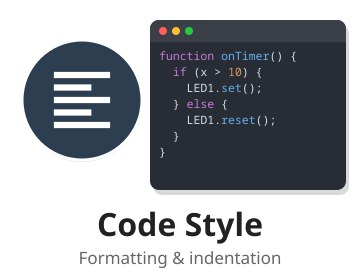 function onTimer() {
  if (x > 10) {
    LED1.set();
  } else {
    LED1.reset();
  }
}
Code Style
Formatting & indentation